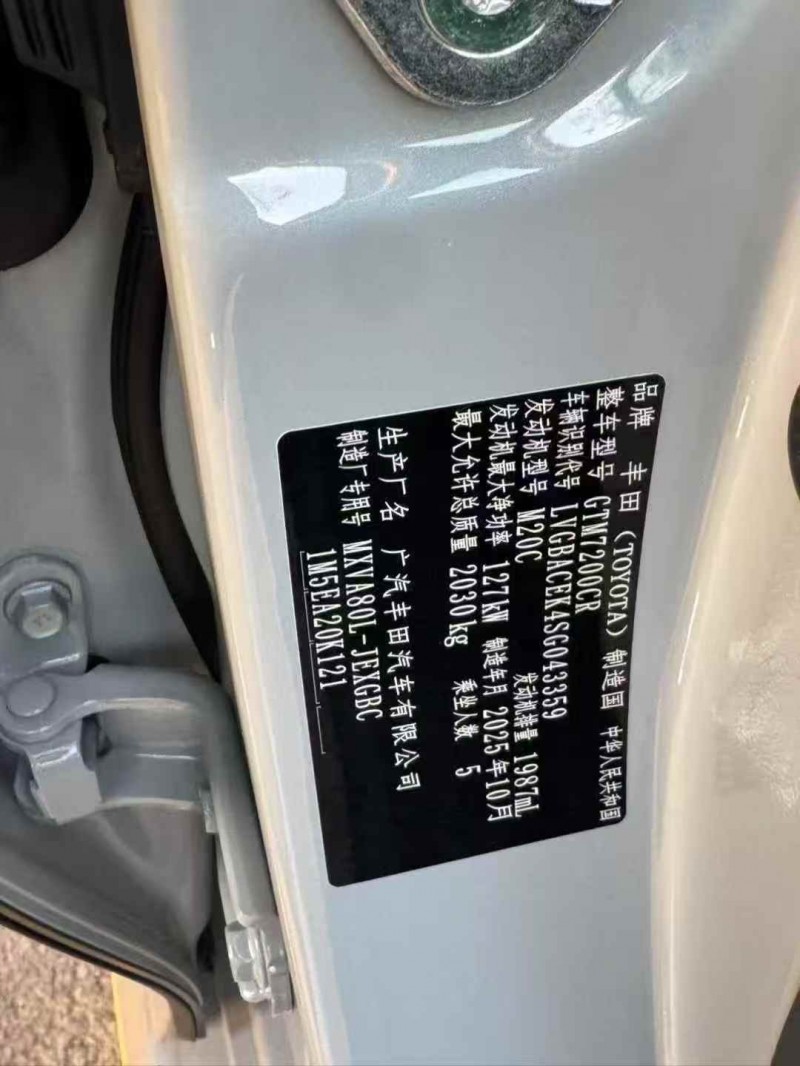 品牌 丰田 (TOYOTA) 制造国 中华人民共和国
整车型号 GTM7200CR
车辆识别代号 LVGBACEK4SG043359
发动机型号 M20C 发动机排量 1987mL
发动机最大净功率 127kW 制造年月 2025年10月
最大允许总质量 2030kg 乘坐人数 5
生产厂名 广汽丰田汽车有限公司
制造厂专用号 MXVA80L-JEXGBC
1M5EA20K121